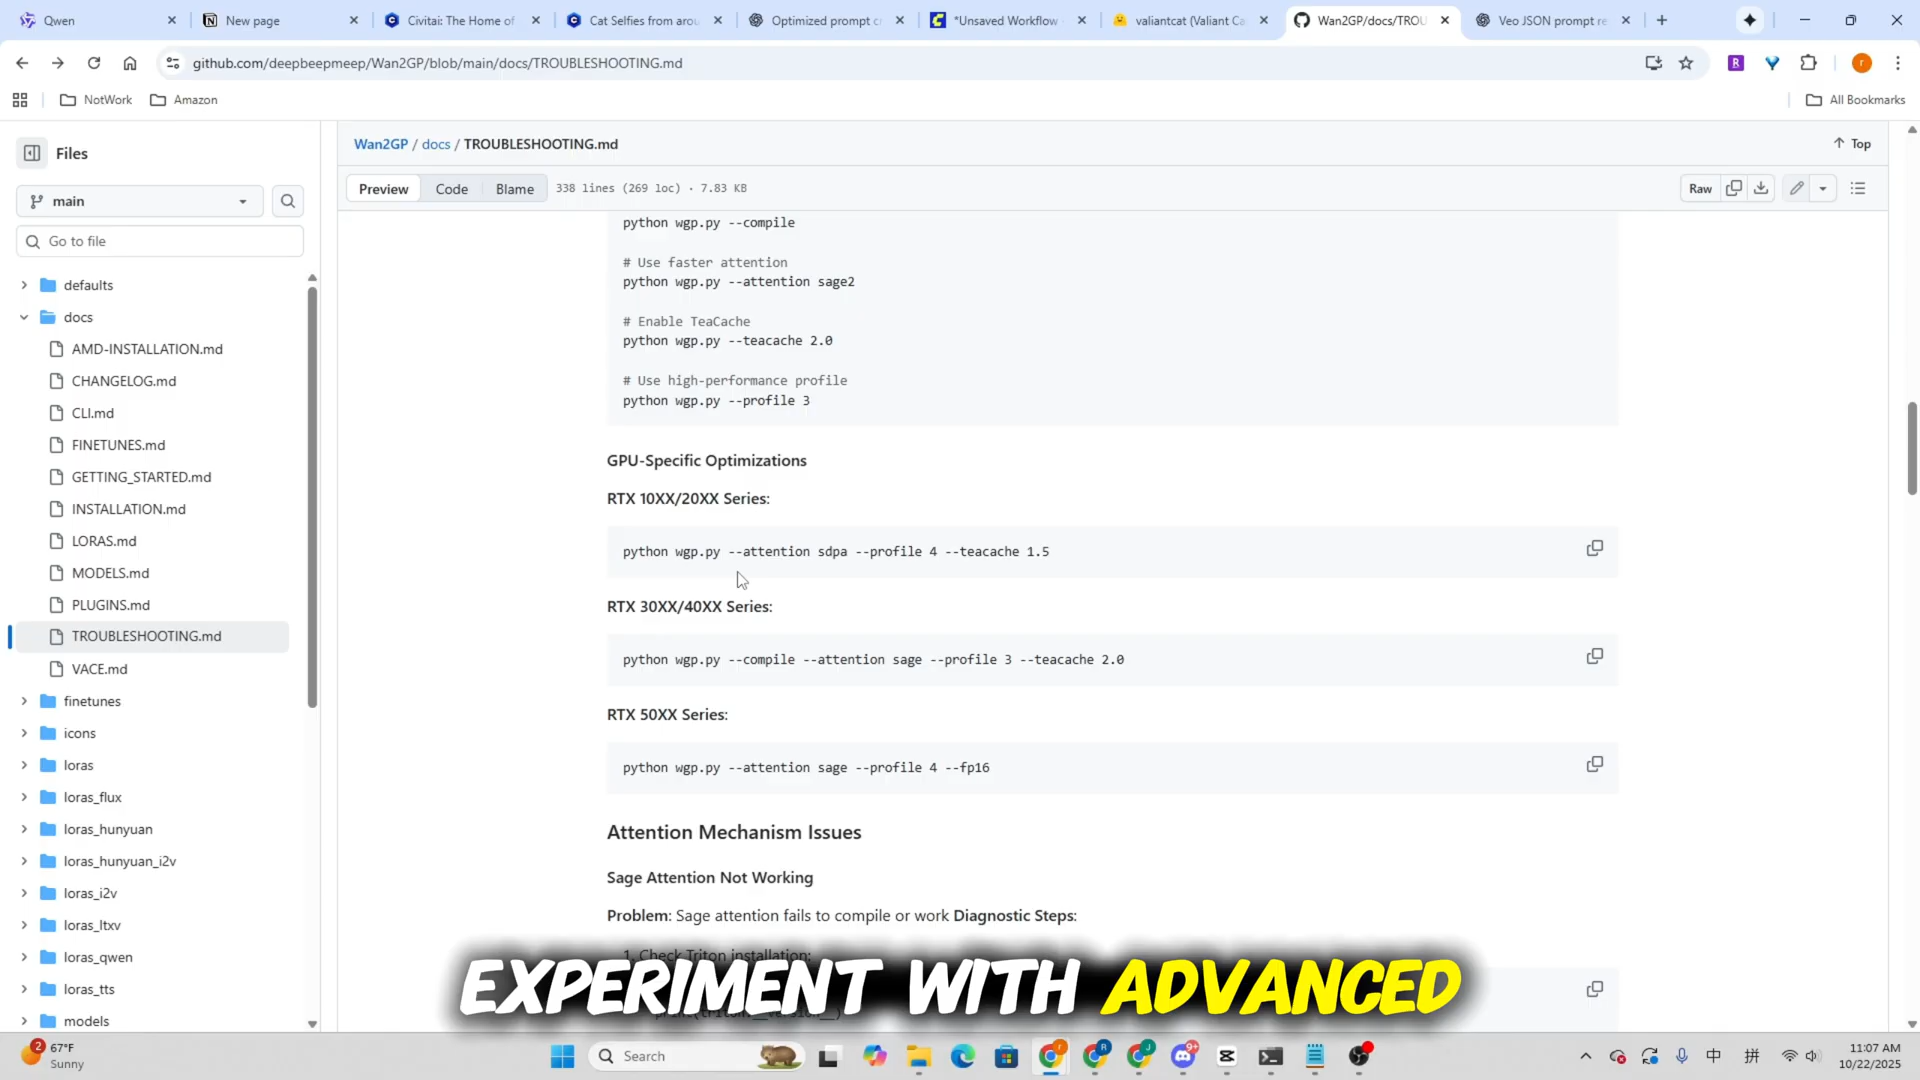 Qwen
New page
Civitai: The Home of
Cat Selfies from arou
Optimized prompt c
*Unsaved Workflow
valiantcat (Valiant Ca
Wan2GP/docs/TROU
Veo JSON prompt re
github.com/deepbeepmeep/Wan2GP/blob/main/docs/TROUBLESHOOTING.md
R
r
NotWork
Amazon
All Bookmarks
Files
main
Go to file
defaults
docs
AMD-INSTALLATION.md
CHANGELOG.md
CLI.md
FINETUNES.md
GETTING_STARTED.md
INSTALLATION.md
LORAS.md
MODELS.md
PLUGINS.md
TROUBLESHOOTING.md
VACE.md
finetunes
icons
loras
loras_flux
loras_hunyuan
loras_hunyuan_i2v
loras_i2v
loras_ltxv
loras_qwen
loras_tts
models
Wan2GP / docs / TROUBLESHOOTING.md
Top
Preview
Code
Blame
338 lines (269 loc) · 7.83 KB
Raw
python wgp.py --compile
# Use faster attention
python wgp.py --attention sage2
# Enable TeaCache
python wgp.py --teacache 2.0
# Use high-performance profile
python wgp.py --profile 3
GPU-Specific Optimizations
RTX 10XX/20XX Series:
python wgp.py --attention sdpa --profile 4 --teacache 1.5
RTX 30XX/40XX Series:
python wgp.py --compile --attention sage --profile 3 --teacache 2.0
RTX 50XX Series:
python wgp.py --attention sage --profile 4 --fp16
Attention Mechanism Issues
Sage Attention Not Working
Problem: Sage attention fails to compile or work Diagnostic Steps:
1. Check Triton installation:
EXPERIMENT WITH ADVANCED
2
67°F
Sunny
Search
r
R
J
9+
中
拼
11:07 AM
10/22/2025